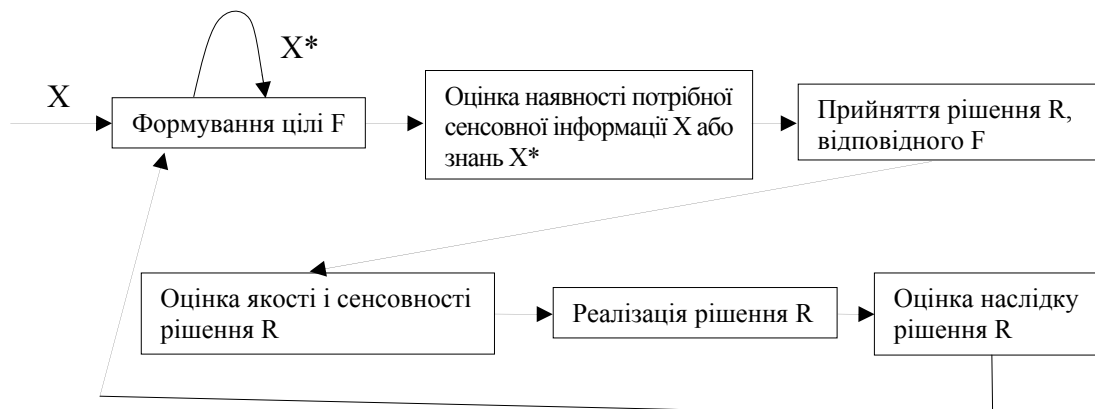 X*
X
Формування цілі F
Оцінка наявності потрібної
сенсовної інформації X або
знань X*
Прийняття рішення R,
відповідного F
Оцінка якості і сенсовності
рішення R
Реалізація рішення R
Оцінка наслідку
рішення R